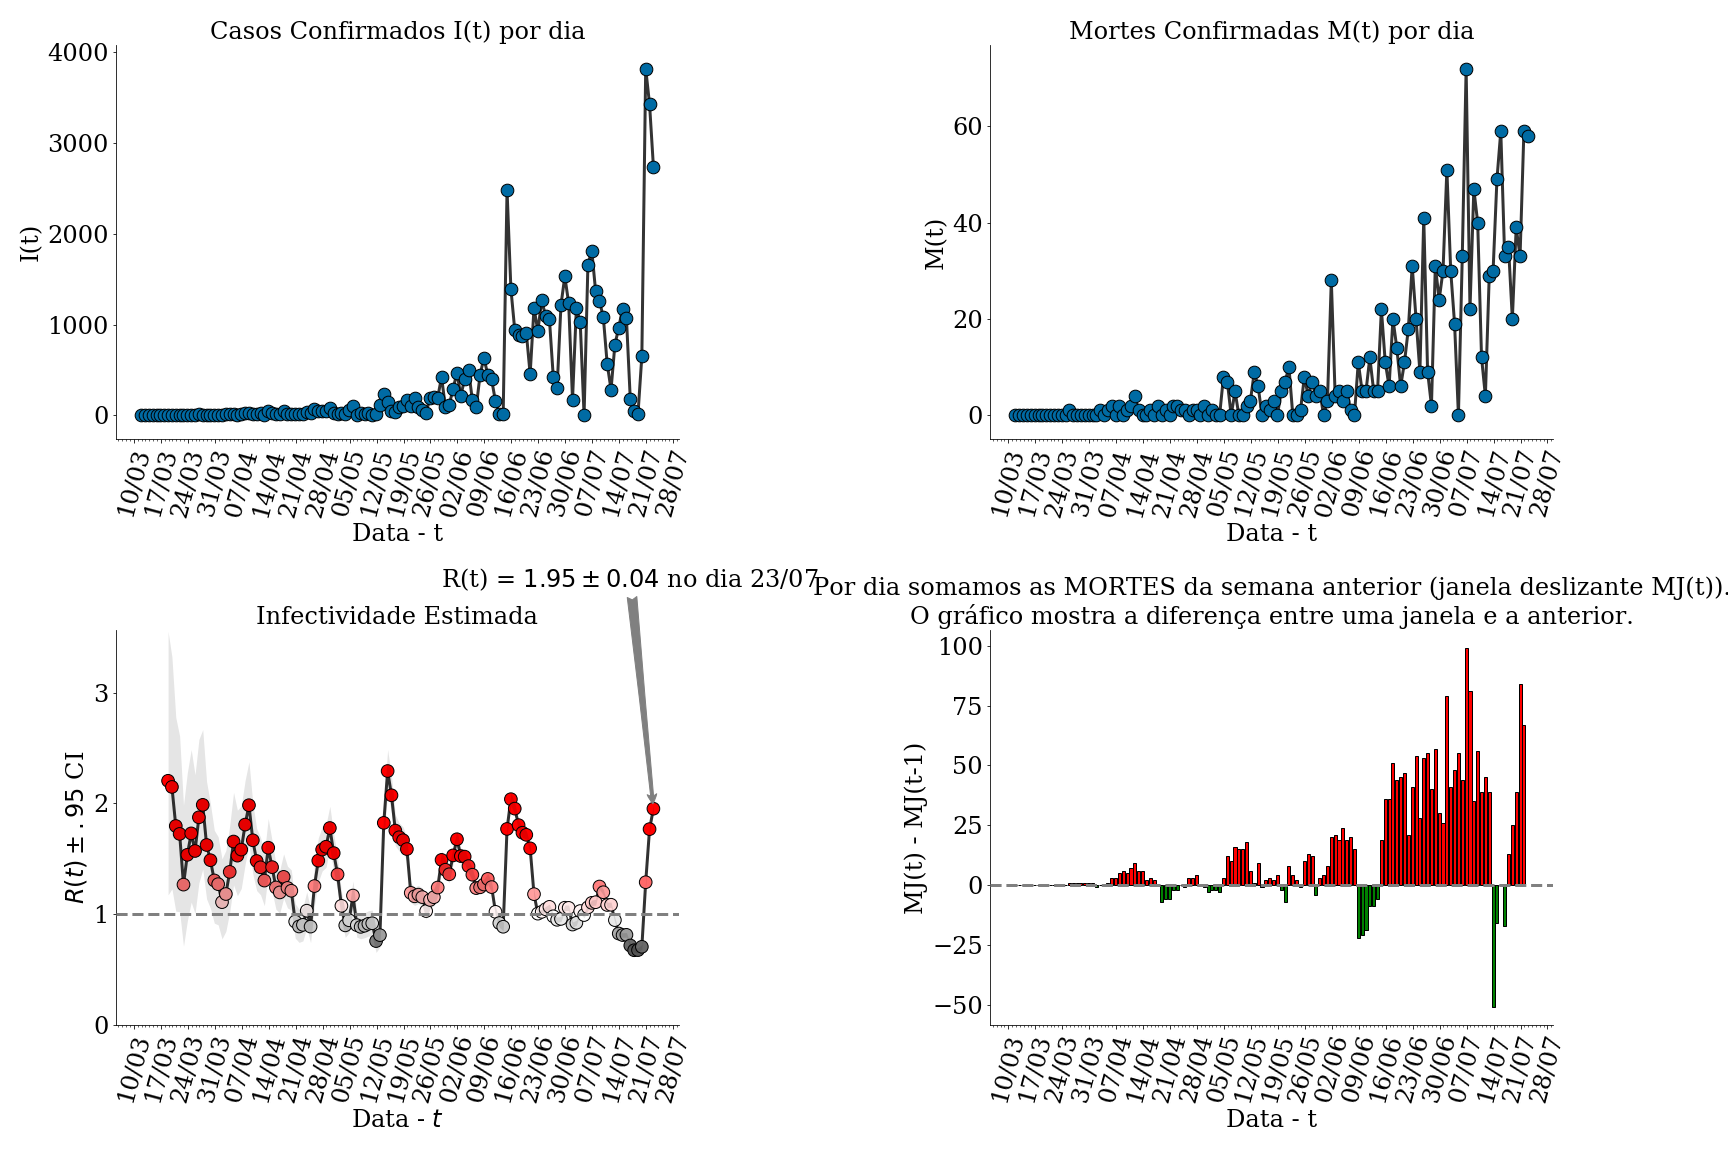 Casos Confirmados I(t) por dia
4000
3000
2000
1000
0
I(t)
10/03 17/03 24/03 31/03 07/04 14/04 21/04 28/04 05/05 12/05 19/05 26/05 02/06 09/06 16/06 23/06 30/06 07/07 14/07 21/07 28/07
Data - t
Mortes Confirmadas M(t) por dia
60
40
20
0
M(t)
10/03 17/03 24/03 31/03 07/04 14/04 21/04 28/04 05/05 12/05 19/05 26/05 02/06 09/06 16/06 23/06 30/06 07/07 14/07 21/07 28/07
Data - t
R(t) = 1.95 ± 0.04 no dia 23/07
Infectividade Estimada
3
2
1
0
R(t) ± .95 CI
10/03 17/03 24/03 31/03 07/04 14/04 21/04 28/04 05/05 12/05 19/05 26/05 02/06 09/06 16/06 23/06 30/06 07/07 14/07 21/07 28/07
Data - t
Por dia somamos as MORTES da semana anterior (janela deslizante MJ(t)).
O gráfico mostra a diferença entre uma janela e a anterior.
100
75
50
25
0
−25
−50
MJ(t) - MJ(t-1)
10/03 17/03 24/03 31/03 07/04 14/04 21/04 28/04 05/05 12/05 19/05 26/05 02/06 09/06 16/06 23/06 30/06 07/07 14/07 21/07 28/07
Data - t